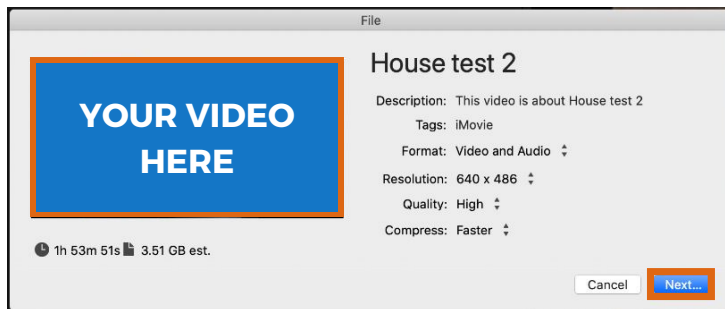 File
YOUR VIDEO
HERE
House test 2
Description: This video is about House test 2
Tags: iMovie
Format: Video and Audio
Resolution: 640 x 486
Quality: High
Compress: Faster
1h 53m 51s 3.51 GB est.
Cancel Next...